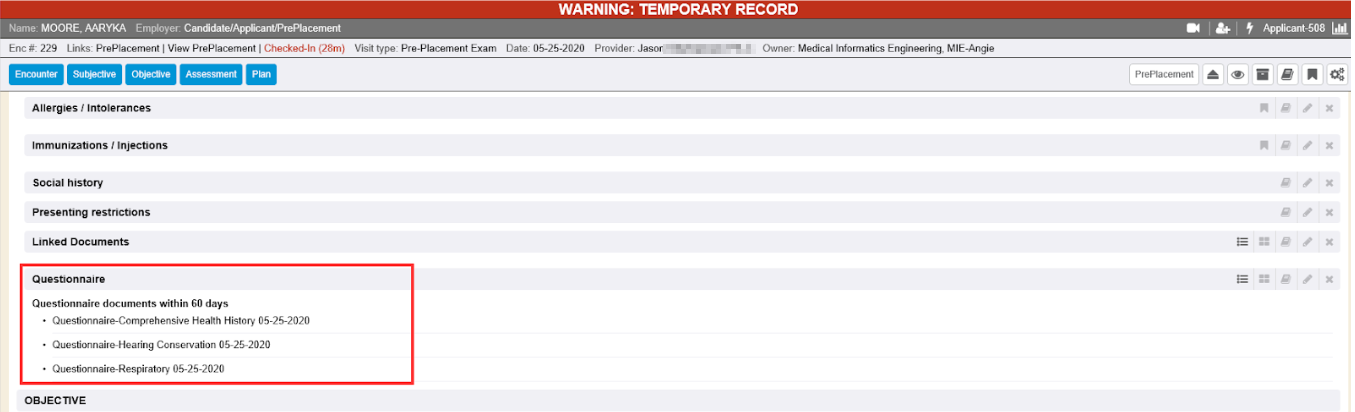 WARNING: TEMPORARY RECORD
Name: MOORE, AARYKA Employer: Candidate/Applicant/PrePlacement Applicant-508
Enc #: 229 Links: PrePlacement | View PrePlacement | Checked-In (28m) Visit type: Pre-Placement Exam Date: 05-25-2020 Provider: Jason Owner: Medical Informatics Engineering, MIE-Angie
Encounter Subjective Objective Assessment Plan PrePlacement
Allergies / Intolerances
Immunizations / Injections
Social history
Presenting restrictions
Linked Documents
Questionnaire
Questionnaire documents within 60 days
• Questionnaire-Comprehensive Health History 05-25-2020
• Questionnaire-Hearing Conservation 05-25-2020
• Questionnaire-Respiratory 05-25-2020
OBJECTIVE